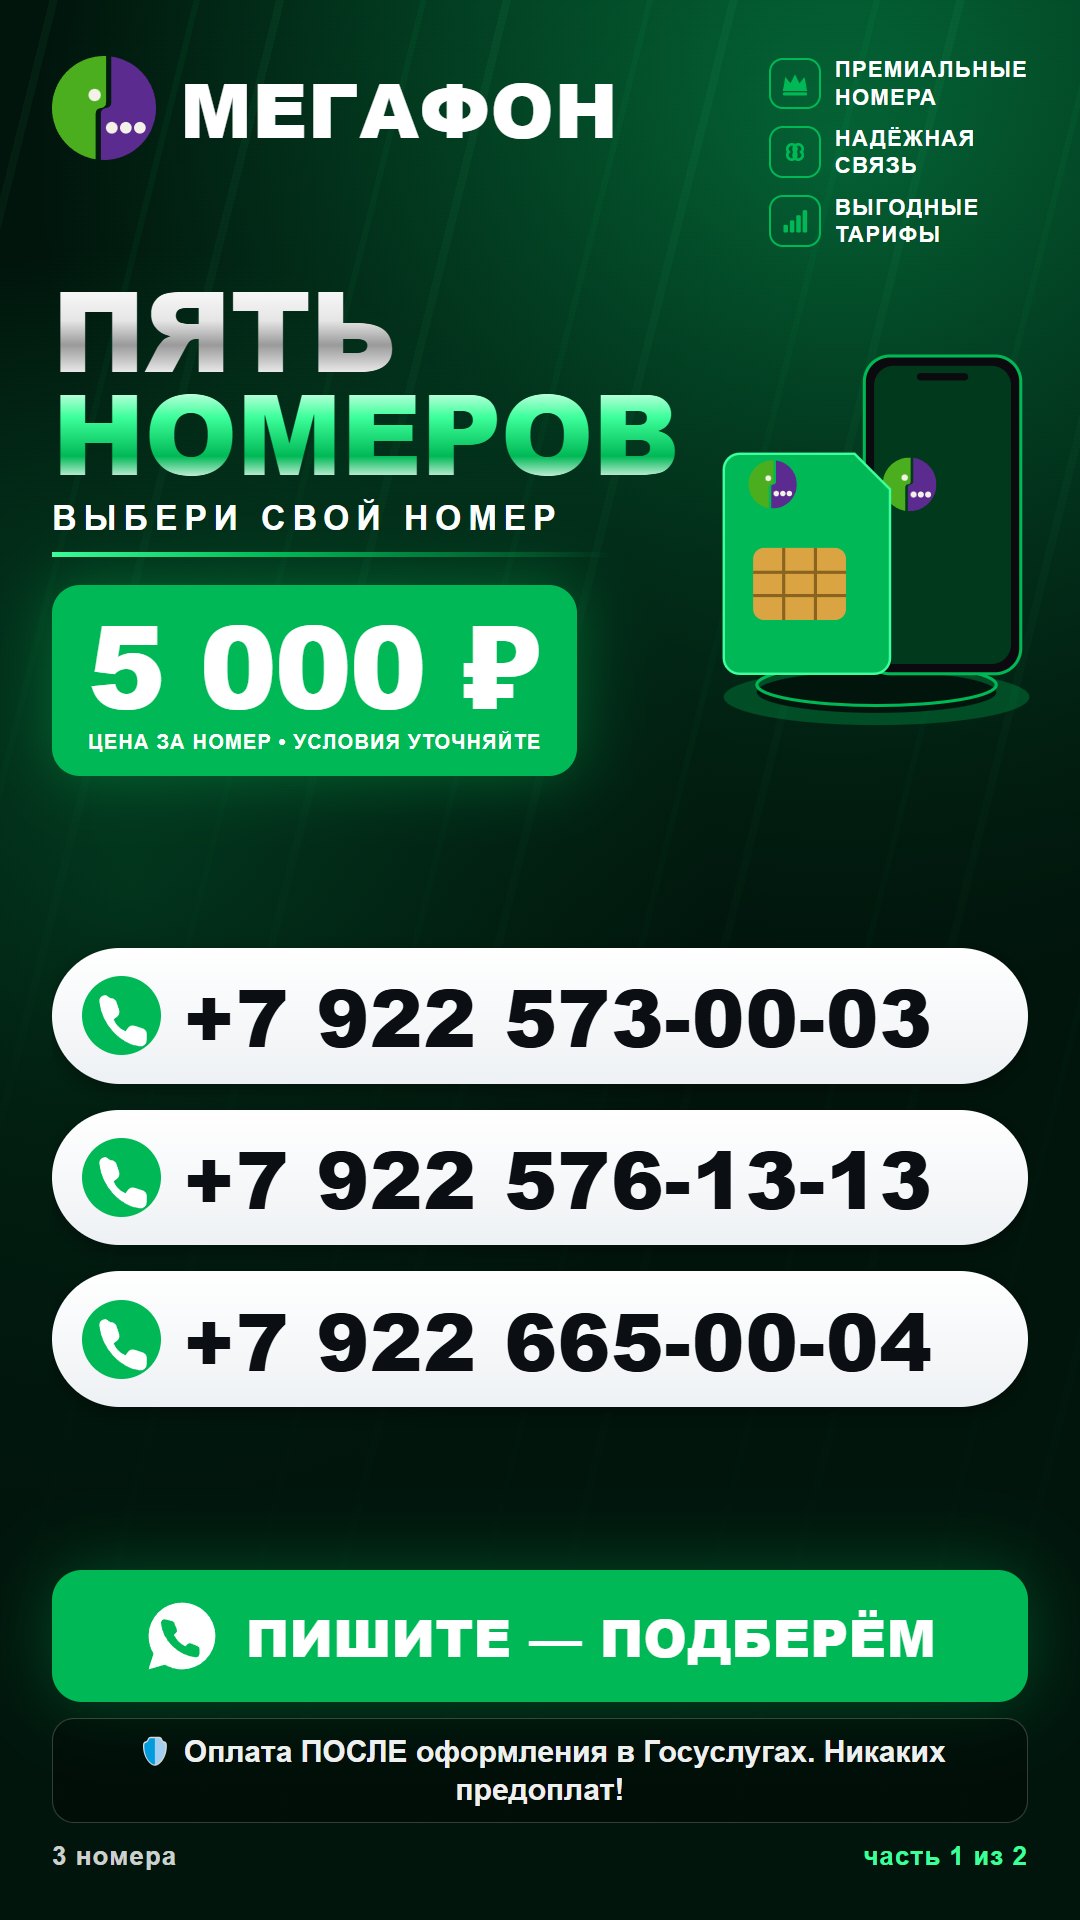 МЕГАФОН
ПРЕМИАЛЬНЫЕ
НОМЕРА
НАДЁЖНАЯ
СВЯЗЬ
ВЫГОДНЫЕ
ТАРИФЫ
ПЯТЬ
НОМЕРОВ
ВЫБЕРИ СВОЙ НОМЕР
5 000 ₽
ЦЕНА ЗА НОМЕР • УСЛОВИЯ УТОЧНЯЙТЕ
+7 922 573-00-03
+7 922 576-13-13
+7 922 665-00-04
ПИШИТЕ — ПОДБЕРЁМ
Оплата ПОСЛЕ оформления в Госуслугах. Никаких
предоплат!
3 номера
часть 1 из 2